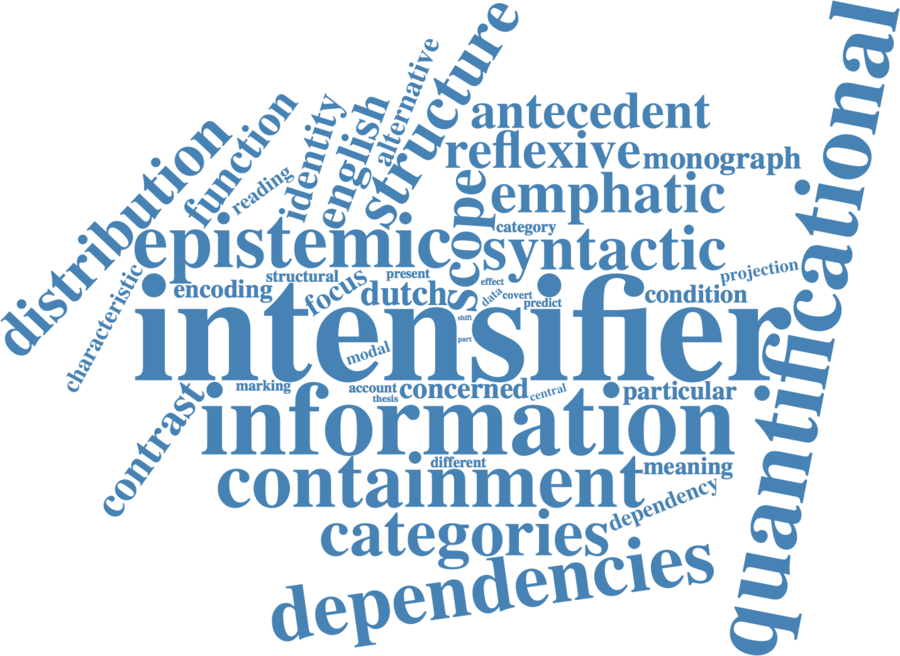 quantificational
structure
alternative
english
identity
function
reading
distribution
characteristic
antecedent
reflexive
monograph
emphatic
scope
category
epistemic
syntactic
structural
present
projection
encoding
focus
dutch
effect
data
covert
predict
condition
intensifier
shift
part
modal
marking
account
concerned
central
particular
thesis
contrast
information
different
meaning
containment
dependency
categories
dependencies